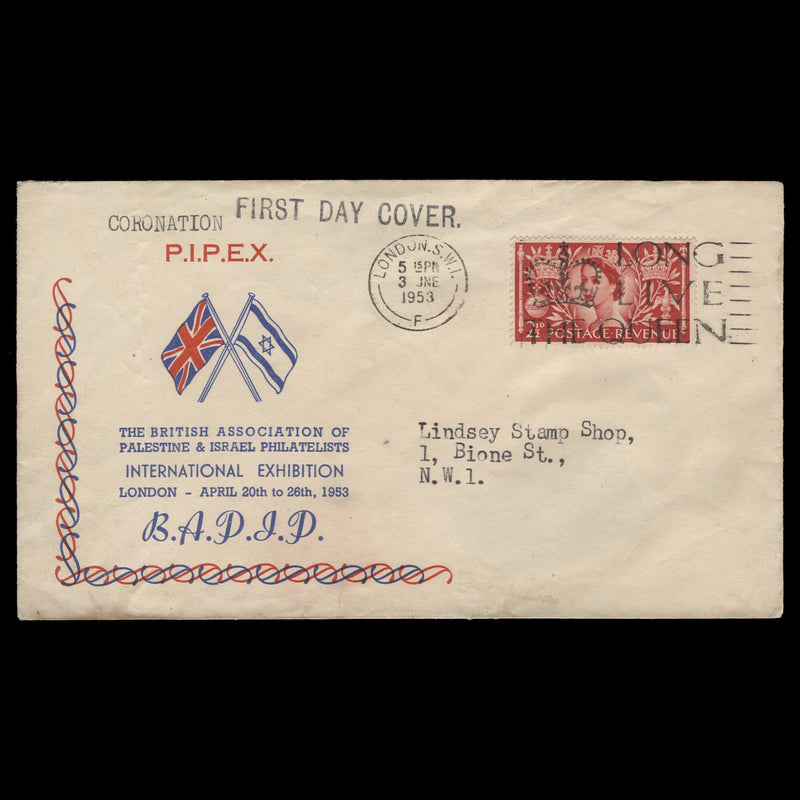 CORONATION FIRST DAY COVER.
P.I.P.E.X.
LONDON.S.W.1.
5 15PM
3 JNE
1953
F
LONG
LIVE
THE QUEEN
2½D POSTAGE REVENUE
THE BRITISH ASSOCIATION OF
PALESTINE & ISRAEL PHILATELISTS
INTERNATIONAL EXHIBITION
LONDON - APRIL 20th to 26th, 1953
B.A.P.I.P.
Lindsey Stamp Shop,
1, Bione St.,
N.W.1.